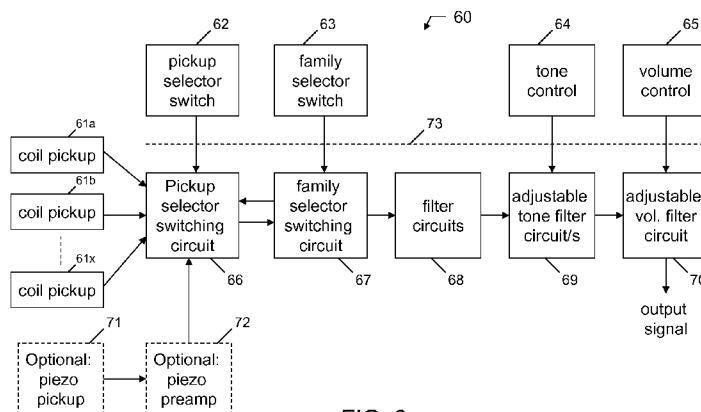 60
62
63
64
65
pickup
selector
switch
family
selector
switch
tone
control
volume
control
73
61a
coil pickup
61b
coil pickup
61x
coil pickup
Pickup
selector
switching
circuit
66
family
selector
switching
circuit
67
filter
circuits
68
adjustable
tone filter
circuit/s
69
adjustable
vol. filter
circuit
70
output
signal
71
Optional:
piezo
pickup
72
Optional:
piezo
preamp